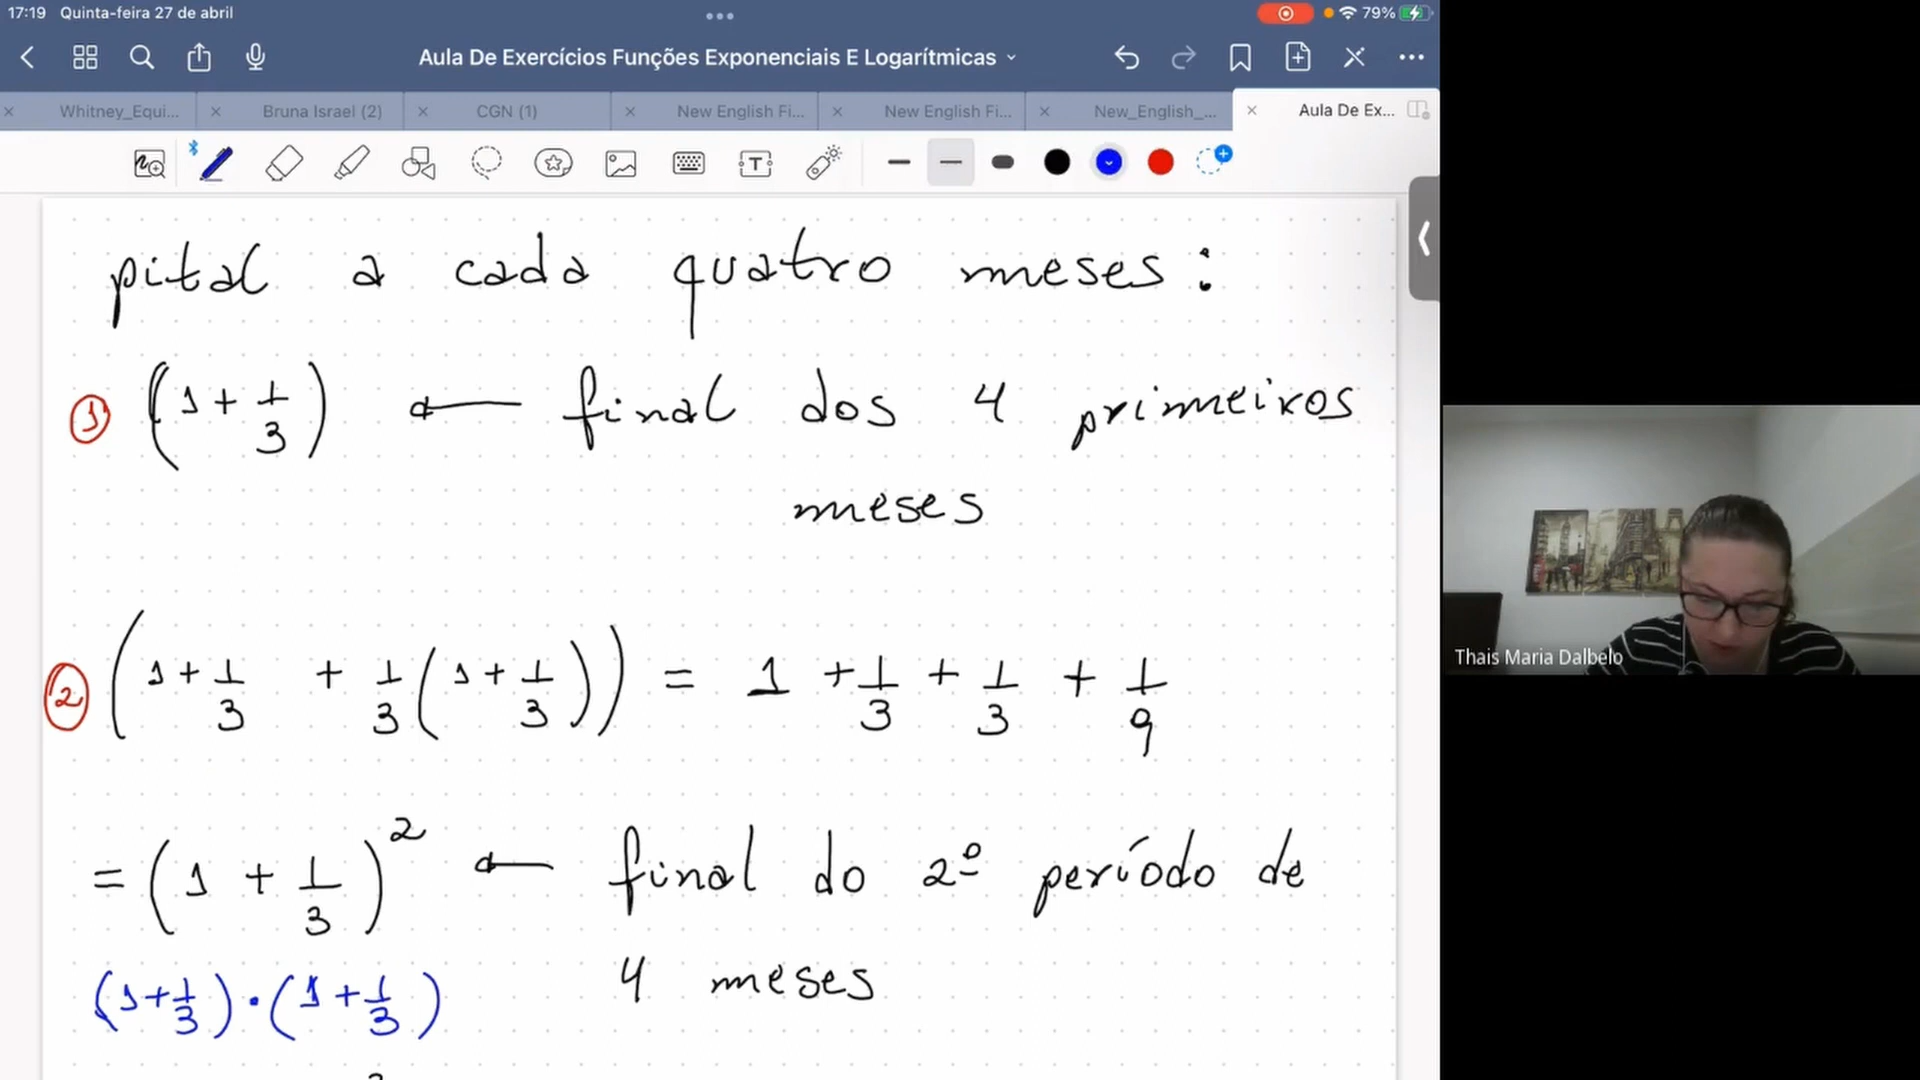 17:19 Quinta-feira 27 de abril
79%
Aula De Exercícios Funções Exponenciais E Logarítmicas
Whitney_Equi...
Bruna Israel (2)
CGN (1)
New English Fi...
New English Fi...
New_English_...
Aula De Ex...
pital a cada quatro meses:
① (1 + 1/3) ← final dos 4 primeiros
meses
② (1 + 1/3 + 1/3 (1 + 1/3)) = 1 + 1/3 + 1/3 + 1/9
= (1 + 1/3)² ← final do 2º período de
4 meses
(1 + 1/3) · (1 + 1/3)
Thais Maria Dalbelo